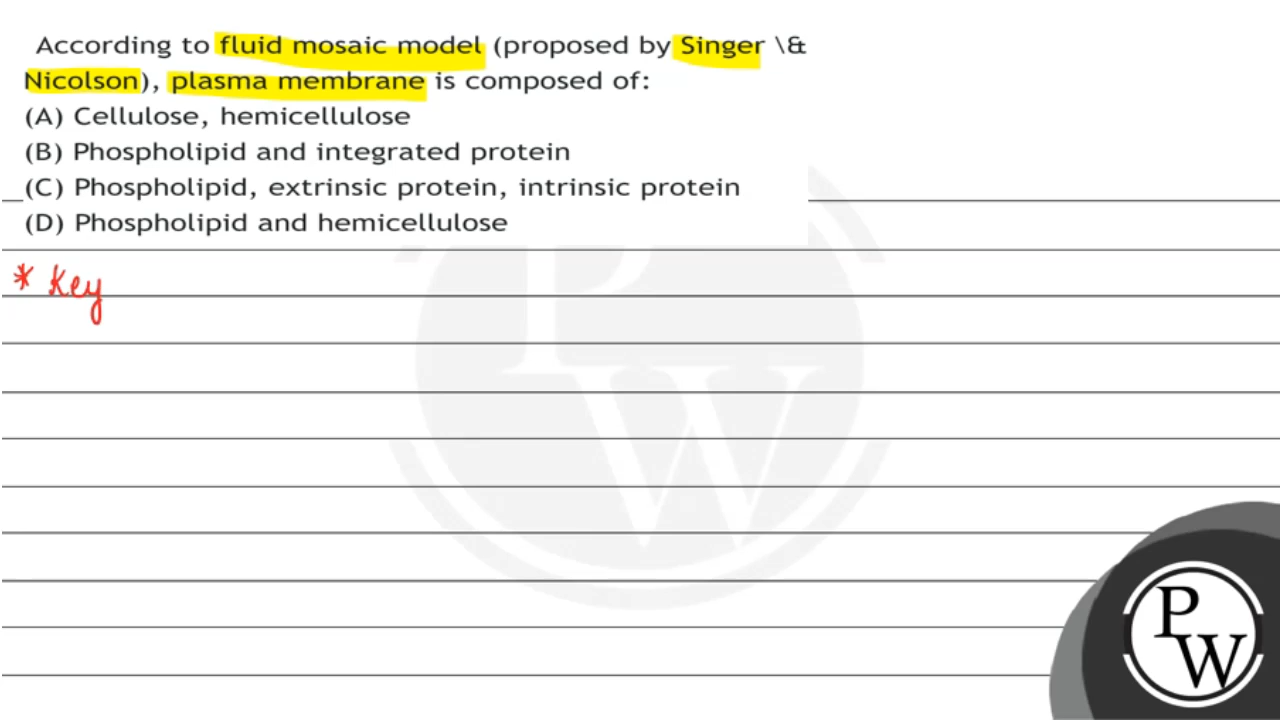 According to fluid mosaic model (proposed by Singer \&
Nicolson), plasma membrane is composed of:
(A) Cellulose, hemicellulose
(B) Phospholipid and integrated protein
(C) Phospholipid, extrinsic protein, intrinsic protein
(D) Phospholipid and hemicellulose
* Key
P
W
P
W